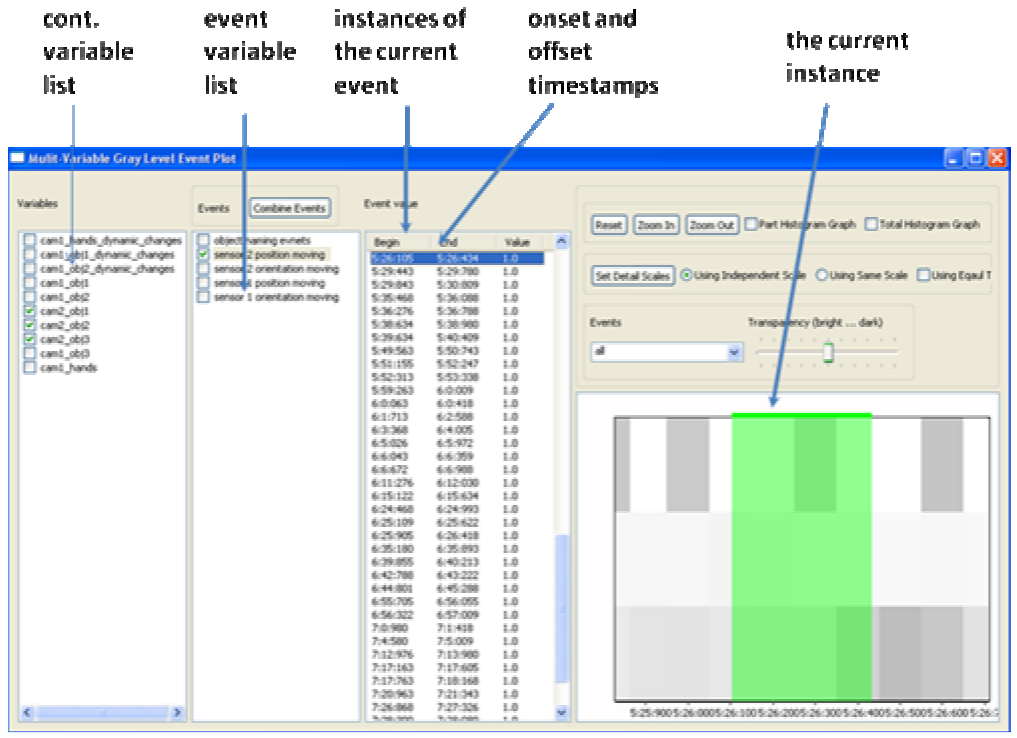 cont.
variable
list
event
variable
list
instances of
the current
event
onset and
offset
timestamps
the current
instance
Mulit-Variable Gray Level Event Plot
Variables
Events
Combine Events
Event value
cam1_hands_dynamic_changes
cam1_obj1_dynamic_changes
cam1_obj2_dynamic_changes
cam1_obj1
cam1_obj2
cam2_obj1
cam2_obj2
cam2_obj3
cam1_obj3
cam1_hands
object naming evnets
sensor 2 position moving
sensor 2 orientation moving
sensor 1 position moving
sensor 1 orientation moving
Begin End Value
5:26:105 5:26:434 1.0
5:29:443 5:29:780 1.0
5:29:843 5:30:809 1.0
5:35:468 5:36:088 1.0
5:36:276 5:36:788 1.0
5:38:634 5:38:980 1.0
5:39:634 5:40:409 1.0
5:49:563 5:50:743 1.0
5:51:155 5:52:247 1.0
5:52:313 5:53:338 1.0
5:59:263 6:0:009 1.0
6:0:063 6:0:418 1.0
6:1:713 6:2:588 1.0
6:3:368 6:4:005 1.0
6:5:026 6:5:972 1.0
6:6:043 6:6:359 1.0
6:6:672 6:6:988 1.0
6:11:276 6:12:030 1.0
6:15:122 6:15:634 1.0
6:24:468 6:24:993 1.0
6:25:109 6:25:622 1.0
6:25:905 6:26:418 1.0
6:35:180 6:35:893 1.0
6:39:855 6:40:213 1.0
6:42:788 6:43:222 1.0
6:44:801 6:45:288 1.0
6:55:705 6:56:055 1.0
6:56:322 6:57:009 1.0
7:0:980 7:1:418 1.0
7:4:580 7:5:009 1.0
7:12:976 7:13:980 1.0
7:17:163 7:17:605 1.0
7:17:763 7:18:168 1.0
7:20:963 7:21:343 1.0
7:26:868 7:27:326 1.0
Reset Zoom In Zoom Out Part Histogram Graph Total Histogram Graph
Set Detail Scales Using Independent Scale Using Same Scale Using Eqaul T
Events Transparency (bright ... dark)
all
5:25:900 5:26:000 5:26:100 5:26:200 5:26:300 5:26:400 5:26:500 5:26:600 5:26: